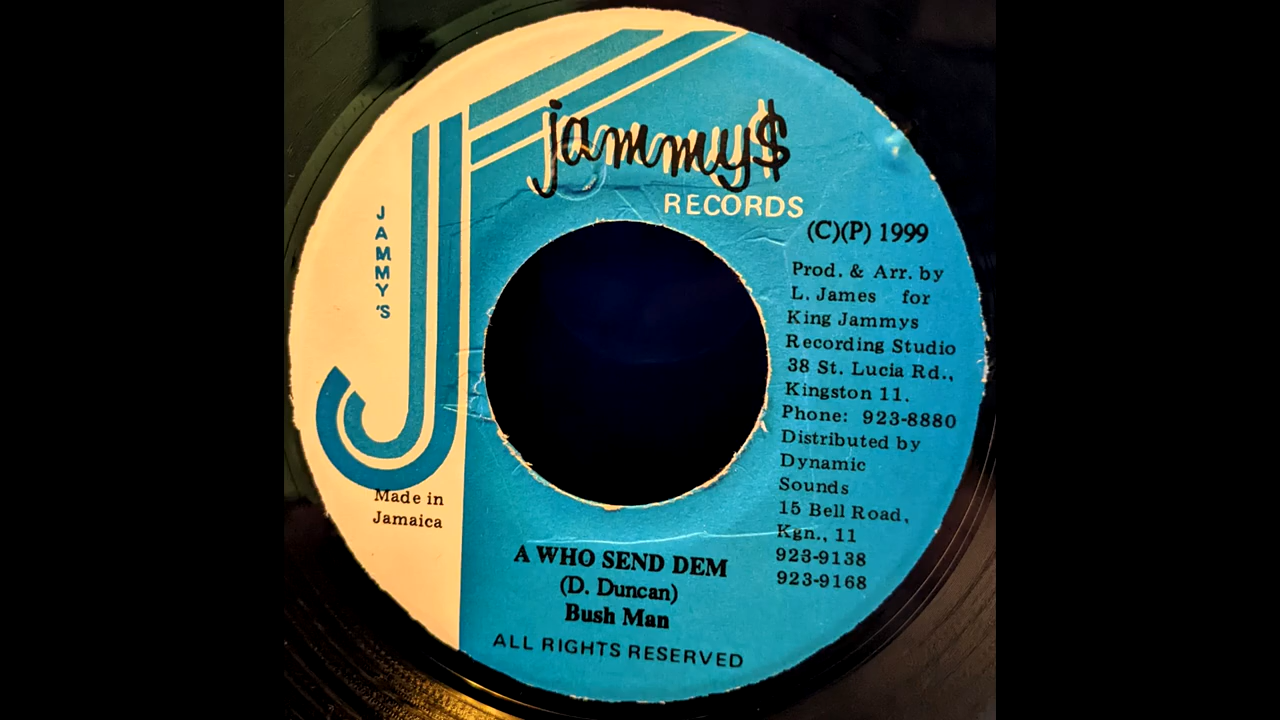 jammy$
RECORDS
JAMMY'S
(C)(P) 1999
Prod. & Arr. by
L. James for
King Jammys
Recording Studio
38 St. Lucia Rd.,
Kingston 11.
Phone: 923-8880
Distributed by
Dynamic
Sounds
15 Bell Road,
Kgn., 11
923-9138
923-9168
Made in
Jamaica
A WHO SEND DEM
(D. Duncan)
Bush Man
ALL RIGHTS RESERVED